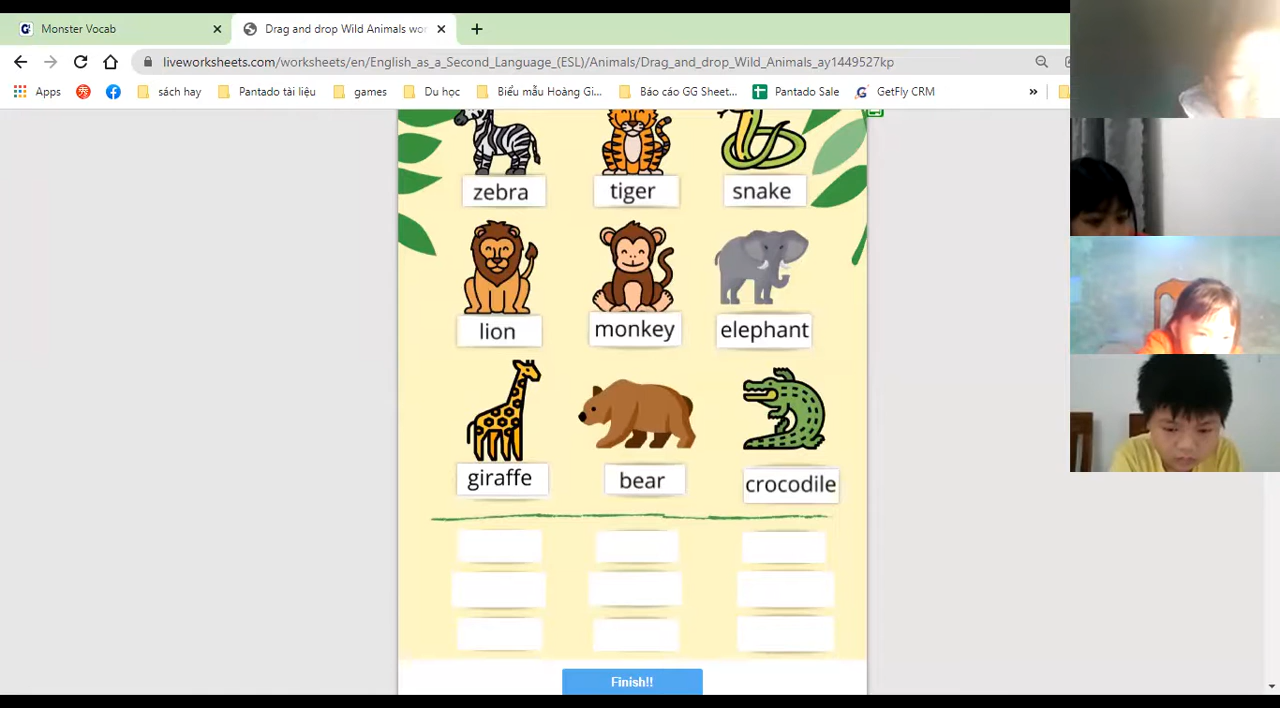 Monster Vocab
Drag and drop Wild Animals wor
liveworksheets.com/worksheets/en/English_as_a_Second_Language_(ESL)/Animals/Drag_and_drop_Wild_Animals_ay1449527kp
Apps sách hay Pantado tài liệu games Du học Biểu mẫu Hoàng Gi... Báo cáo GG Sheet... Pantado Sale GetFly CRM »
zebra tiger snake
lion monkey elephant
giraffe bear crocodile
Finish!!